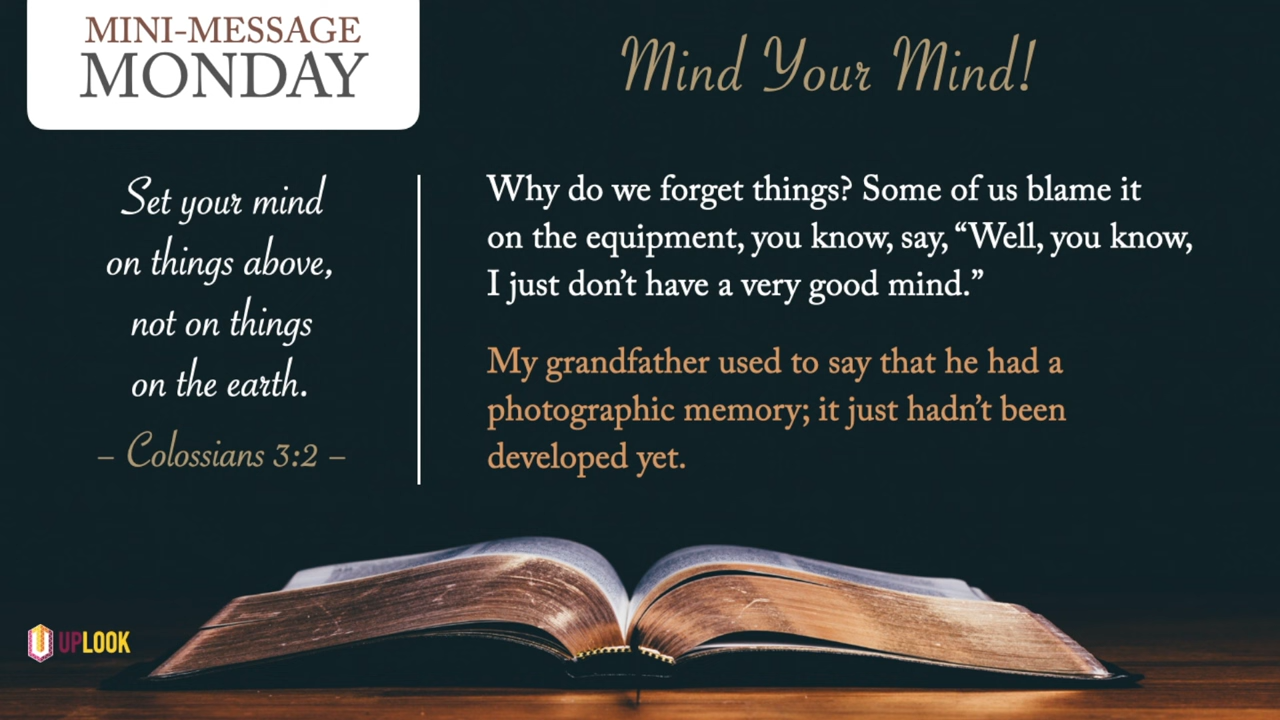 MINI-MESSAGE
MONDAY
Mind Your Mind!
Set your mind
on things above,
not on things
on the earth.
– Colossians 3:2 –
Why do we forget things? Some of us blame it
on the equipment, you know, say, “Well, you know,
I just don’t have a very good mind.”
My grandfather used to say that he had a
photographic memory; it just hadn’t been
developed yet.
UPLOOK